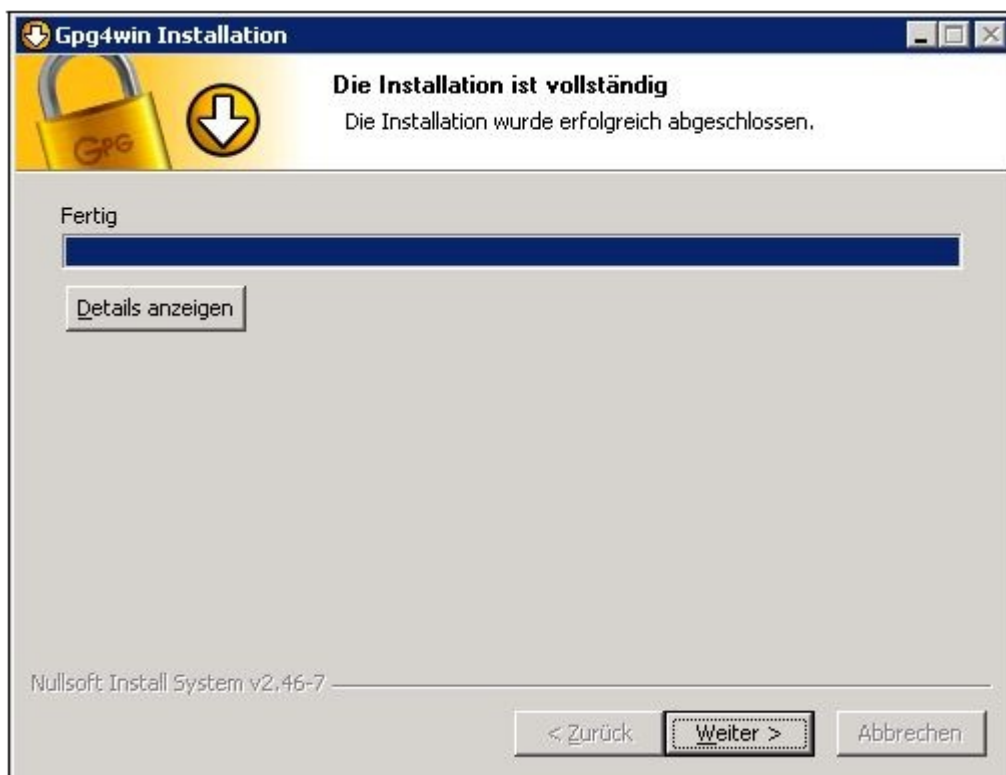 Gpg4win Installation
Die Installation ist vollständig
Die Installation wurde erfolgreich abgeschlossen.
GPG
Fertig
Details anzeigen
Nullsoft Install System v2.46-7
< Zurück
Weiter >
Abbrechen